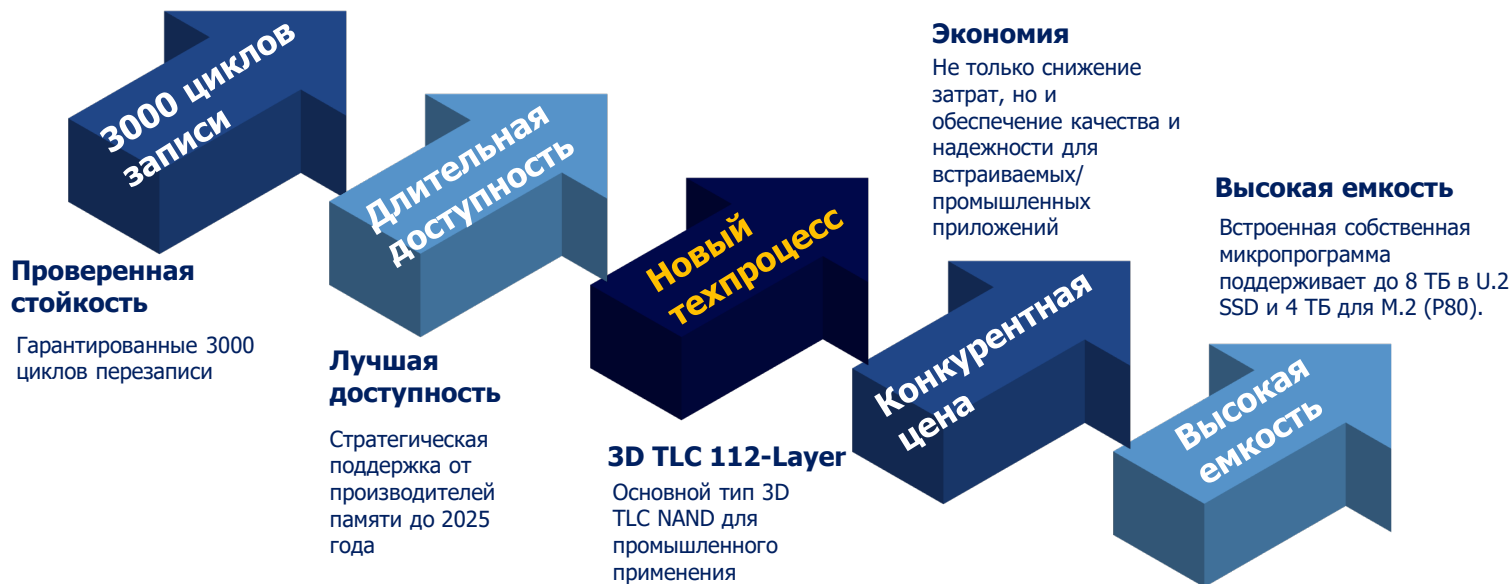 3000 циклов
записи
Проверенная
стойкость
Гарантированные 3000
циклов перезаписи
Длительная
доступность
Лучшая
доступность
Стратегическая
поддержка от
производителей
памяти до 2025
года
Новый
техпроцесс
3D TLC 112-Layer
Основной тип 3D
TLC NAND для
промышленного
применения
Экономия
Не только снижение
затрат, но и
обеспечение качества и
надежности для
встраиваемых/
промышленных
приложений
Конкурентная
цена
Высокая емкость
Встроенная собственная
микропрограмма
поддерживает до 8 ТБ в U.2
SSD и 4 ТБ для M.2 (P80).
Высокая
емкость